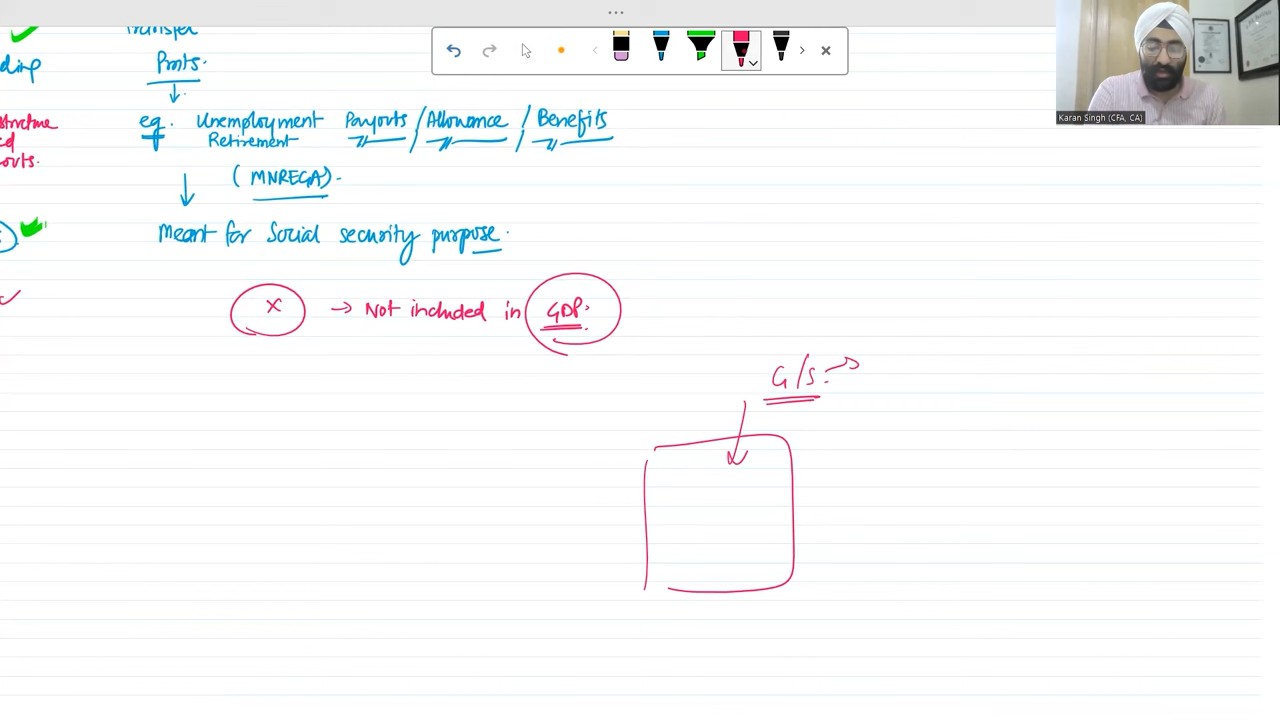 Transfer
Pmts.
eg. Unemployment Payouts / Allowance / Benefits
Retirement
(MNREGA).
Meant for Social security purpose.
X → Not included in GDP.
G/S
Karan Singh (CFA, CA)